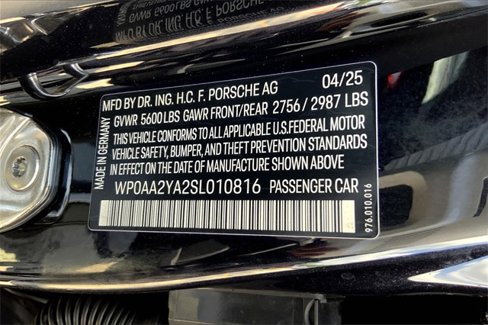 MFD BY DR. ING. H.C. F. PORSCHE AG 04/25
GVWR 5600LBS GAWR FRONT/REAR 2756 / 2987 LBS
THIS VEHICLE CONFORMS TO ALL APPLICABLE U.S.FEDERAL MOTOR
VEHICLE SAFETY, BUMPER, AND THEFT PREVENTION STANDARDS
IN EFFECT ON THE DATE OF MANUFACTURE SHOWN ABOVE.
WP0AA2YA2SL010816 PASSENGER CAR
MADE IN GERMANY
976.010.016